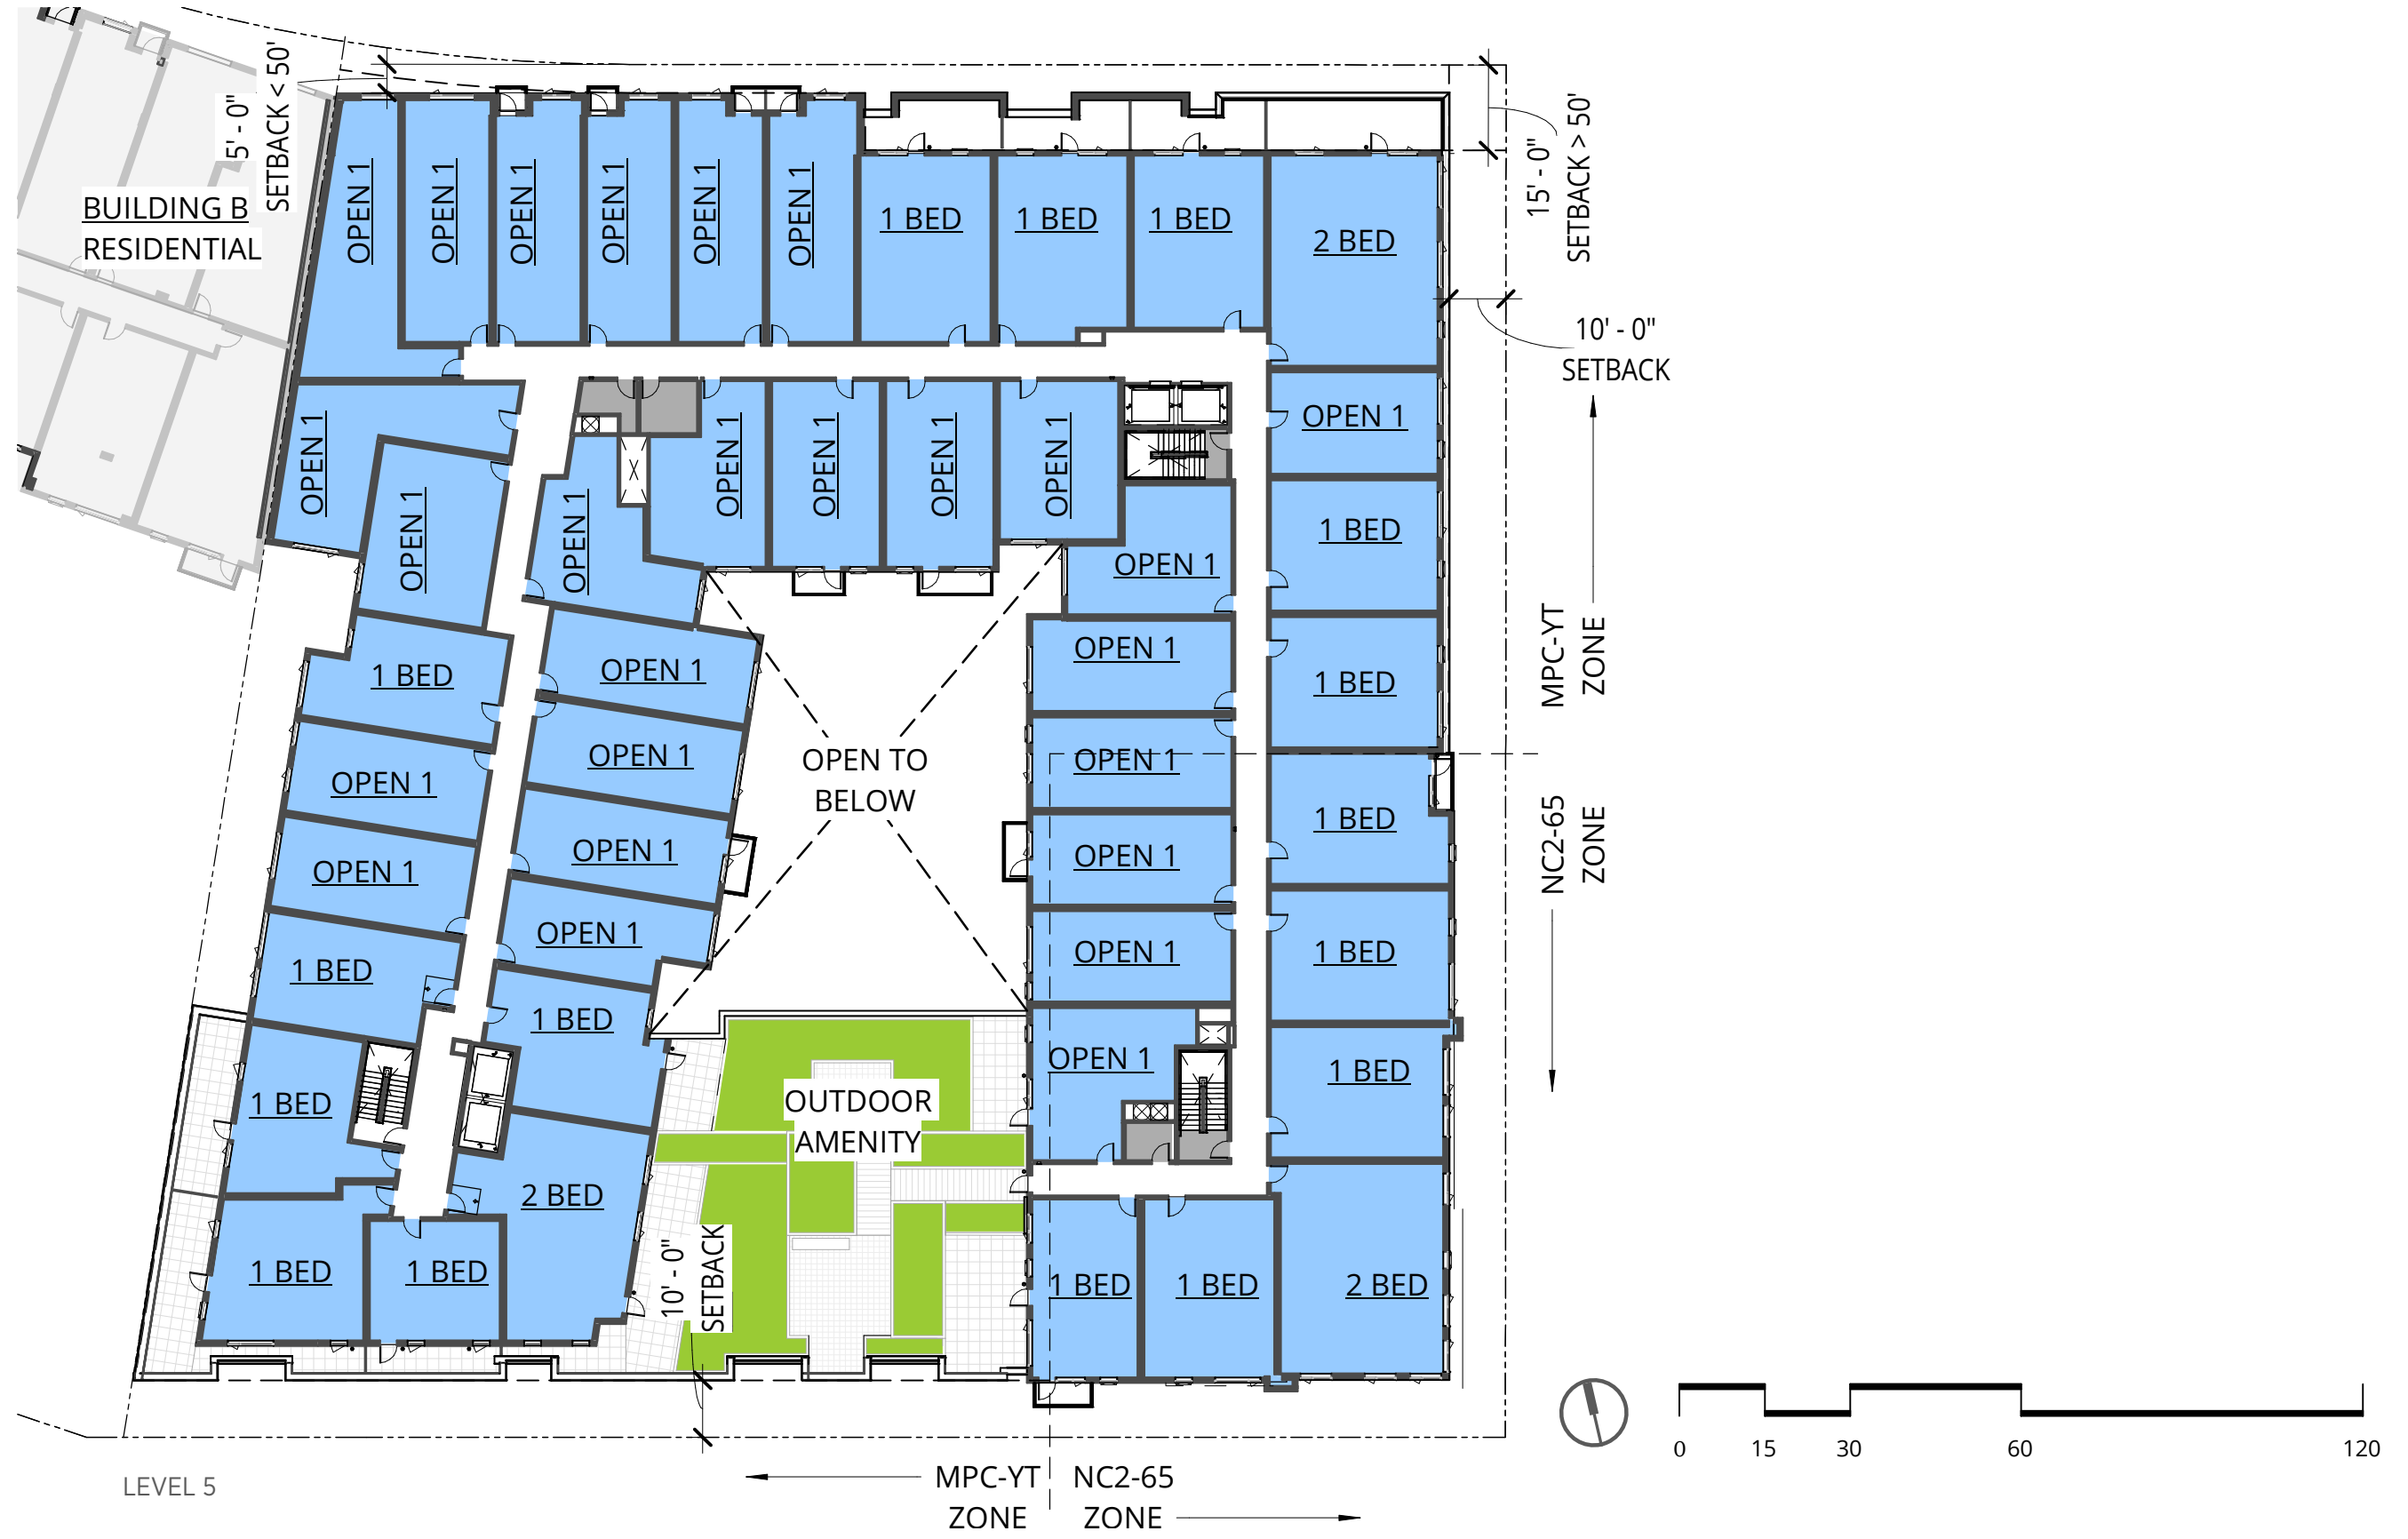 5' - 0"
SETBACK < 50'
BUILDING B
RESIDENTIAL
OPEN 1
OPEN 1
OPEN 1
OPEN 1
OPEN 1
OPEN 1
1 BED
1 BED
1 BED
2 BED
15' - 0"
SETBACK > 50'
10' - 0"
SETBACK
OPEN 1
OPEN 1
OPEN 1
OPEN 1
OPEN 1
OPEN 1
OPEN 1
OPEN 1
OPEN 1
1 BED
OPEN 1
1 BED
OPEN 1
OPEN 1
1 BED
MPC-YT
ZONE
OPEN 1
OPEN 1
OPEN TO
BELOW
OPEN 1
1 BED
NC2-65
ZONE
OPEN 1
OPEN 1
OPEN 1
1 BED
OPEN 1
OPEN 1
1 BED
1 BED
1 BED
OPEN 1
1 BED
1 BED
OUTDOOR
AMENITY
2 BED
10' - 0"
SETBACK
1 BED
1 BED
1 BED
1 BED
2 BED
0
15
30
60
120
LEVEL 5
MPC-YT
ZONE
NC2-65
ZONE